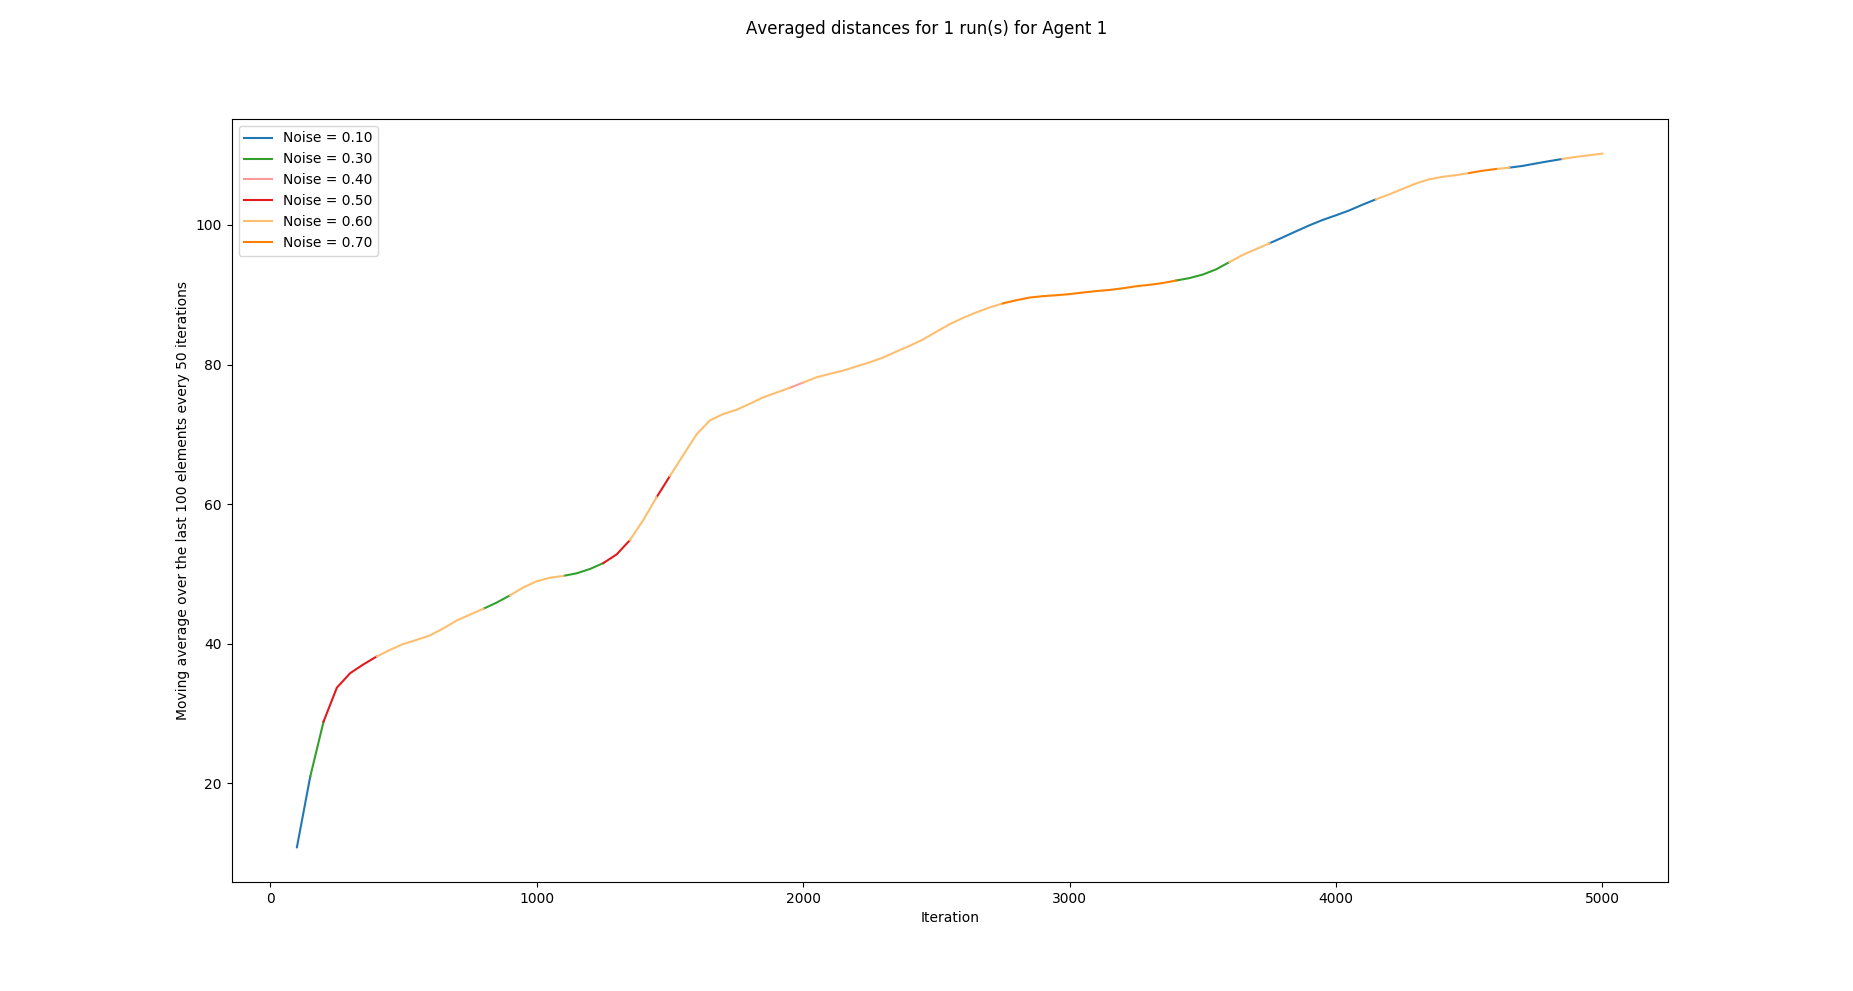 Averaged distances for 1 run(s) for Agent 1
Noise = 0.10
Noise = 0.30
Noise = 0.40
Noise = 0.50
Noise = 0.60
Noise = 0.70
100
80
60
40
20
Moving average over the last 100 elements every 50 iterations
0 1000 2000 3000 4000 5000
Iteration